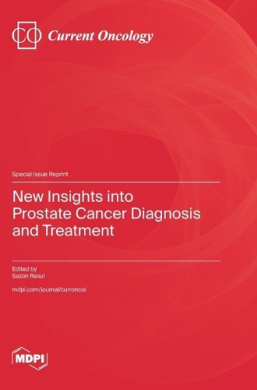 Current Oncology
Special Issue Reprint
New Insights into
Prostate Cancer Diagnosis
and Treatment
Edited by
Sazan Rasul
mdpi.com/journal/curroncol
MDPI